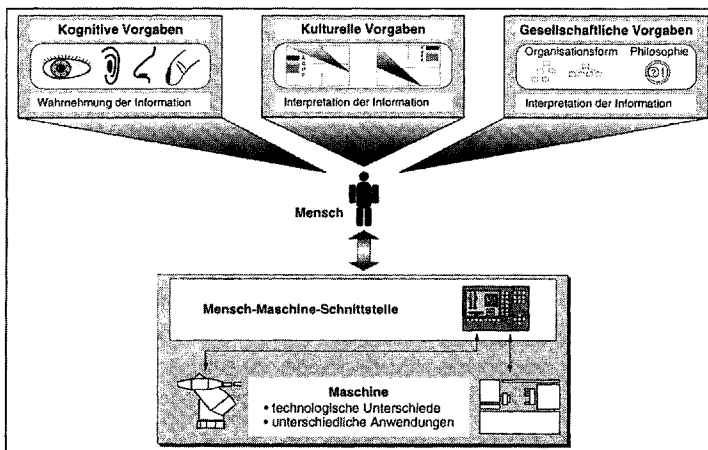 Kognitive Vorgaben
Wahrnehmung der Information
Kulturelle Vorgaben
Interpretation der Information
Gesellschaftliche Vorgaben
Organisationsform Philosophie
?!
Interpretation der Information
Mensch
Mensch-Maschine-Schnittstelle
Maschine
• technologische Unterschiede
• unterschiedliche Anwendungen